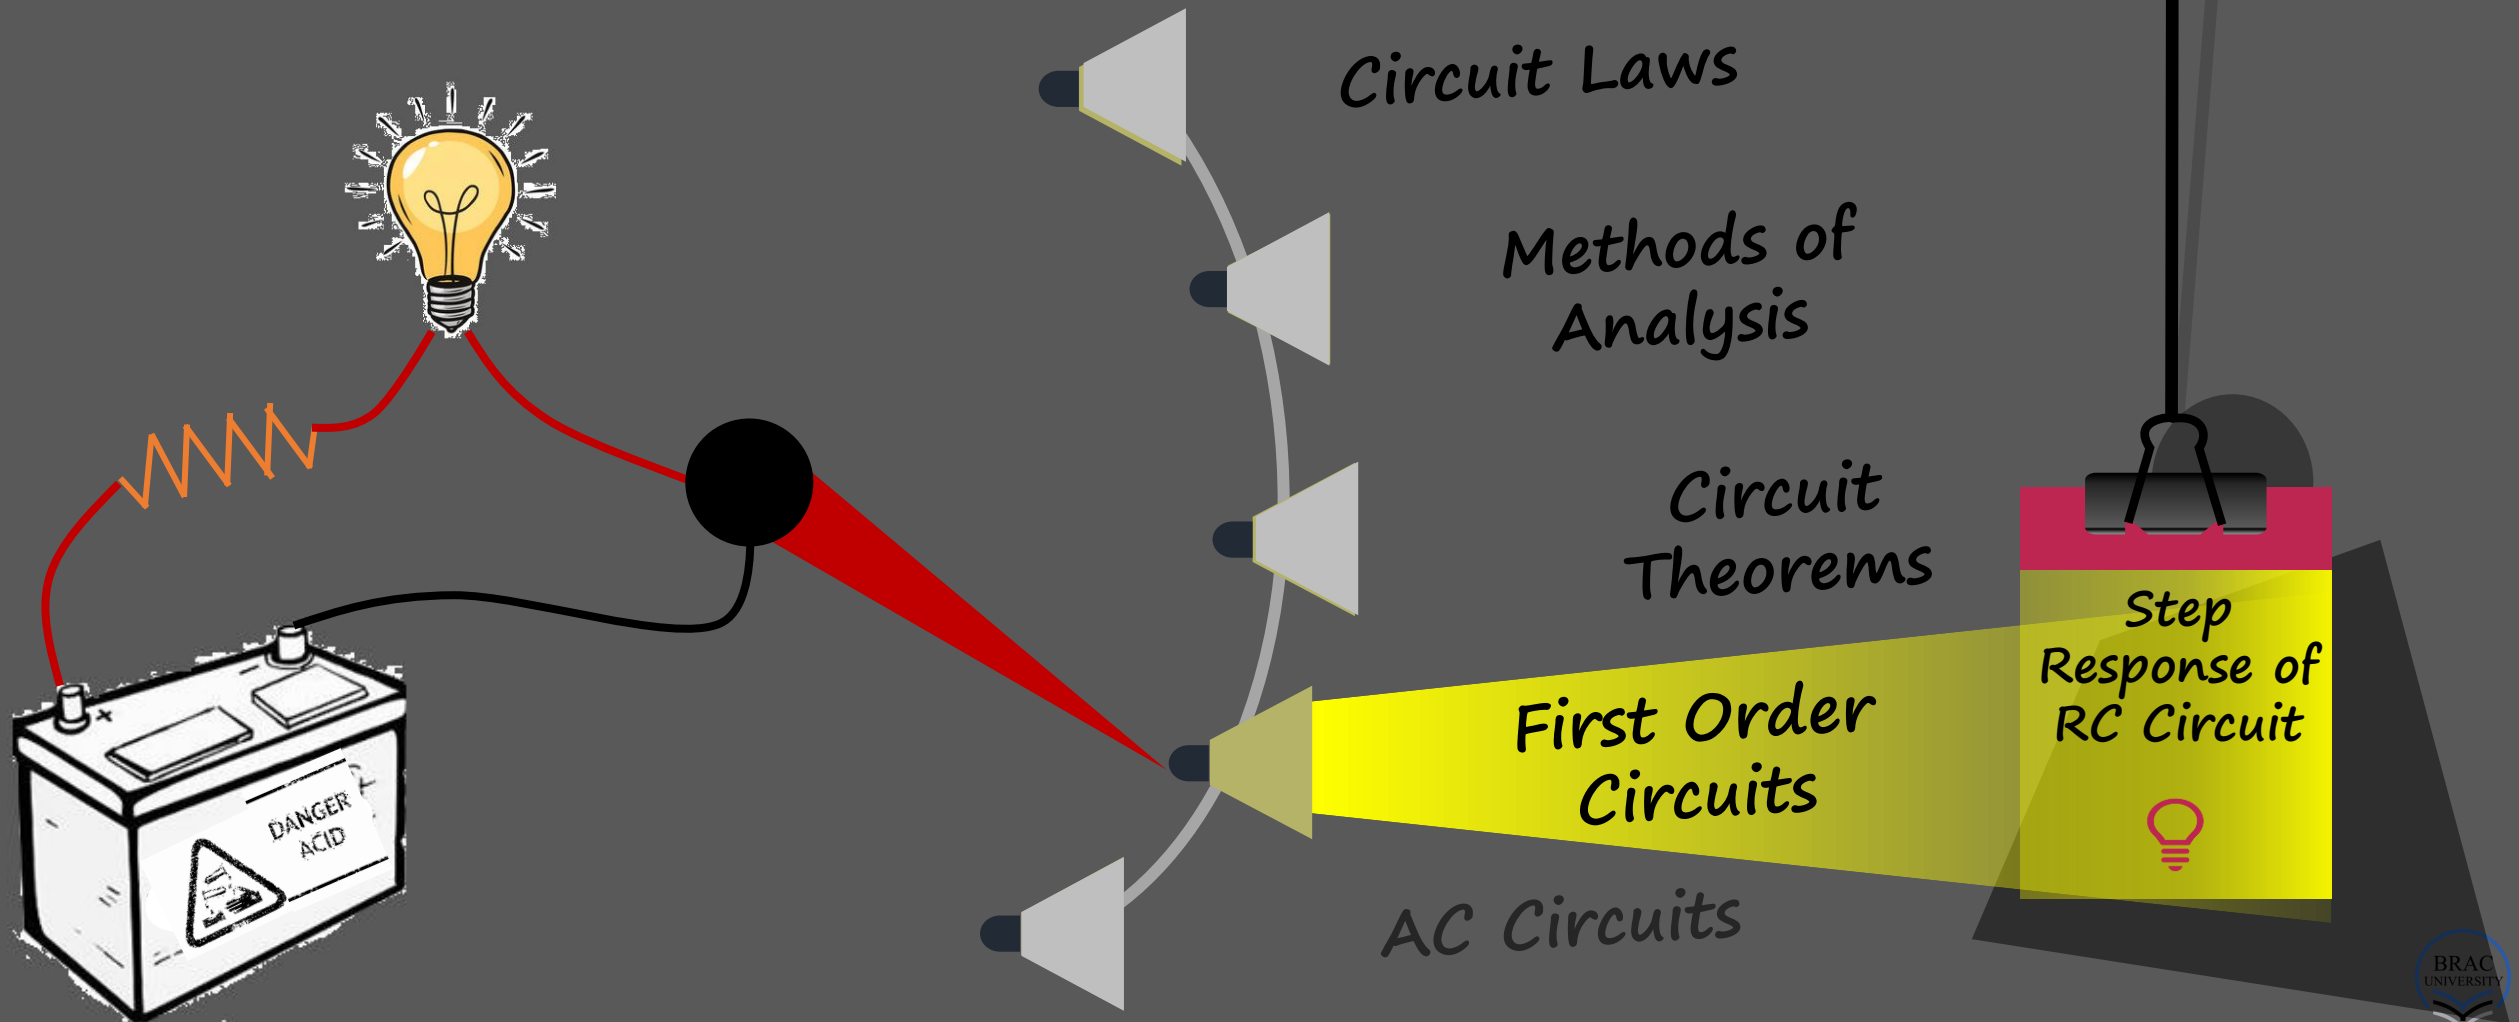 Circuit Laws
Methods of
Analysis
Circuit
Theorems
First Order
Circuits
AC Circuits
Step
Response of
RC Circuit
+
DANGER
ACID
BRAC
UNIVERSITY